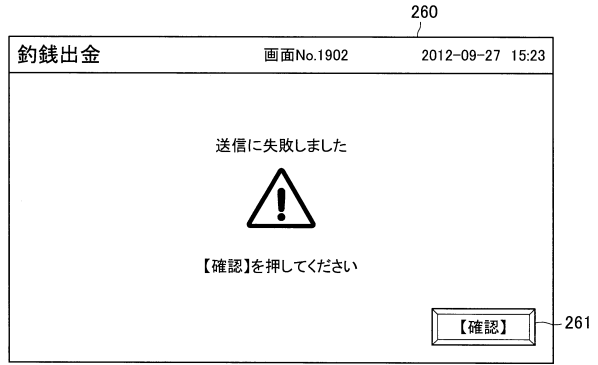 260
釣銭出金 画面No.1902 2012-09-27 15:23
送信に失敗しました
【確認】を押してください
【確認】 261